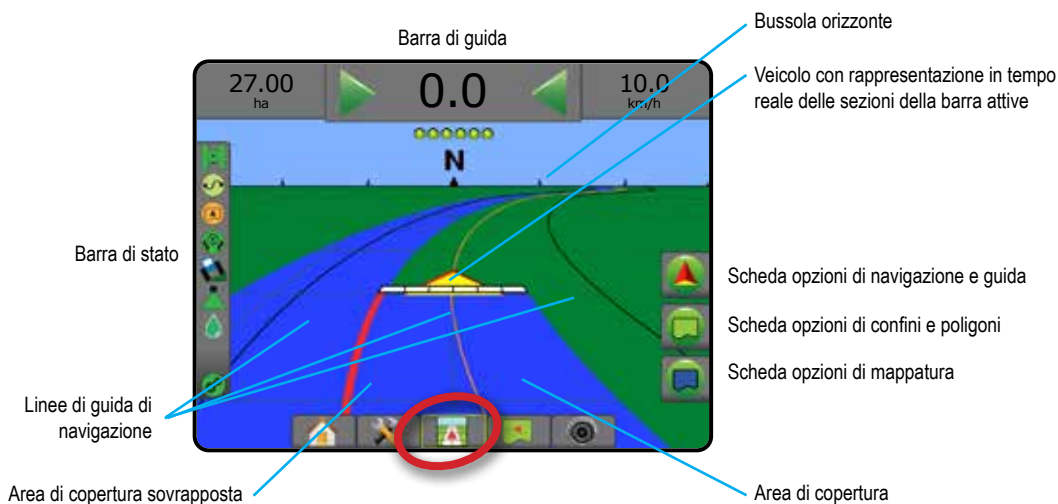 Bussola orizzonte
Barra di guida
Veicolo con rappresentazione in tempo
reale delle sezioni della barra attive
27.00
ha
0.0
10.0
km/h
N
Barra di stato
Scheda opzioni di navigazione e guida
Scheda opzioni di confini e poligoni
Scheda opzioni di mappatura
Linee di guida di
navigazione
Area di copertura sovrapposta
Area di copertura